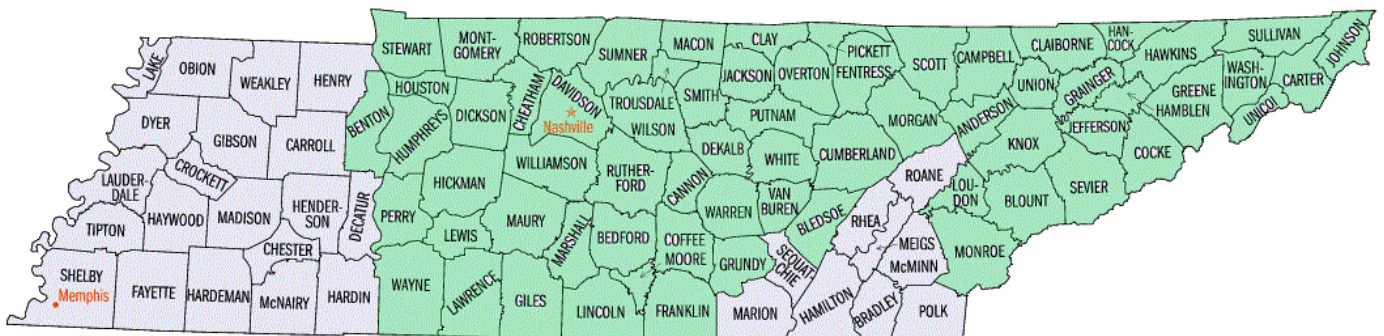 LAKE
OBION
WEAKLEY
HENRY
STEWART
MONT-
GOMERY
ROBERTSON
SUMNER
MACON
CLAY
PICKETT
FENTRESS
SCOTT
CAMPBELL
CLAIBORNE
HAN-
COCK
HAWKINS
SULLIVAN
JOHNSON
DYER
GIBSON
CARROLL
BENTON
HOUSTON
HUMPHREYS
DICKSON
CHEATHAM
DAVIDSON
Nashville
TROUSDALE
WILSON
SMITH
JACKSON
OVERTON
PUTNAM
MORGAN
ANDERSON
UNION
GRAINGER
HAMBLEN
GREENE
WASH-
INGTON
CARTER
UNICOI
LAUDER-
DALE
CROCKETT
HAYWOOD
MADISON
HENDER-
SON
DECATUR
PERRY
HICKMAN
WILLIAMSON
RUTHER-
FORD
CANNON
DEKALB
WHITE
CUMBERLAND
ROANE
KNOX
JEFFERSON
COCKE
SEVIER
BLOUNT
LOU-
DON
TIPTON
CHESTER
LEWIS
MAURY
MARSHALL
BEDFORD
COFFEE
MOORE
WARREN
VAN
BUREN
BLEDSOE
RHEA
MEIGS
McMINN
MONROE
SHELBY
Memphis
FAYETTE
HARDEMAN
McNAIRY
HARDIN
WAYNE
LAWRENCE
GILES
LINCOLN
FRANKLIN
GRUNDY
SEQUAT-
CHIE
MARION
HAMILTON
BRADLEY
POLK